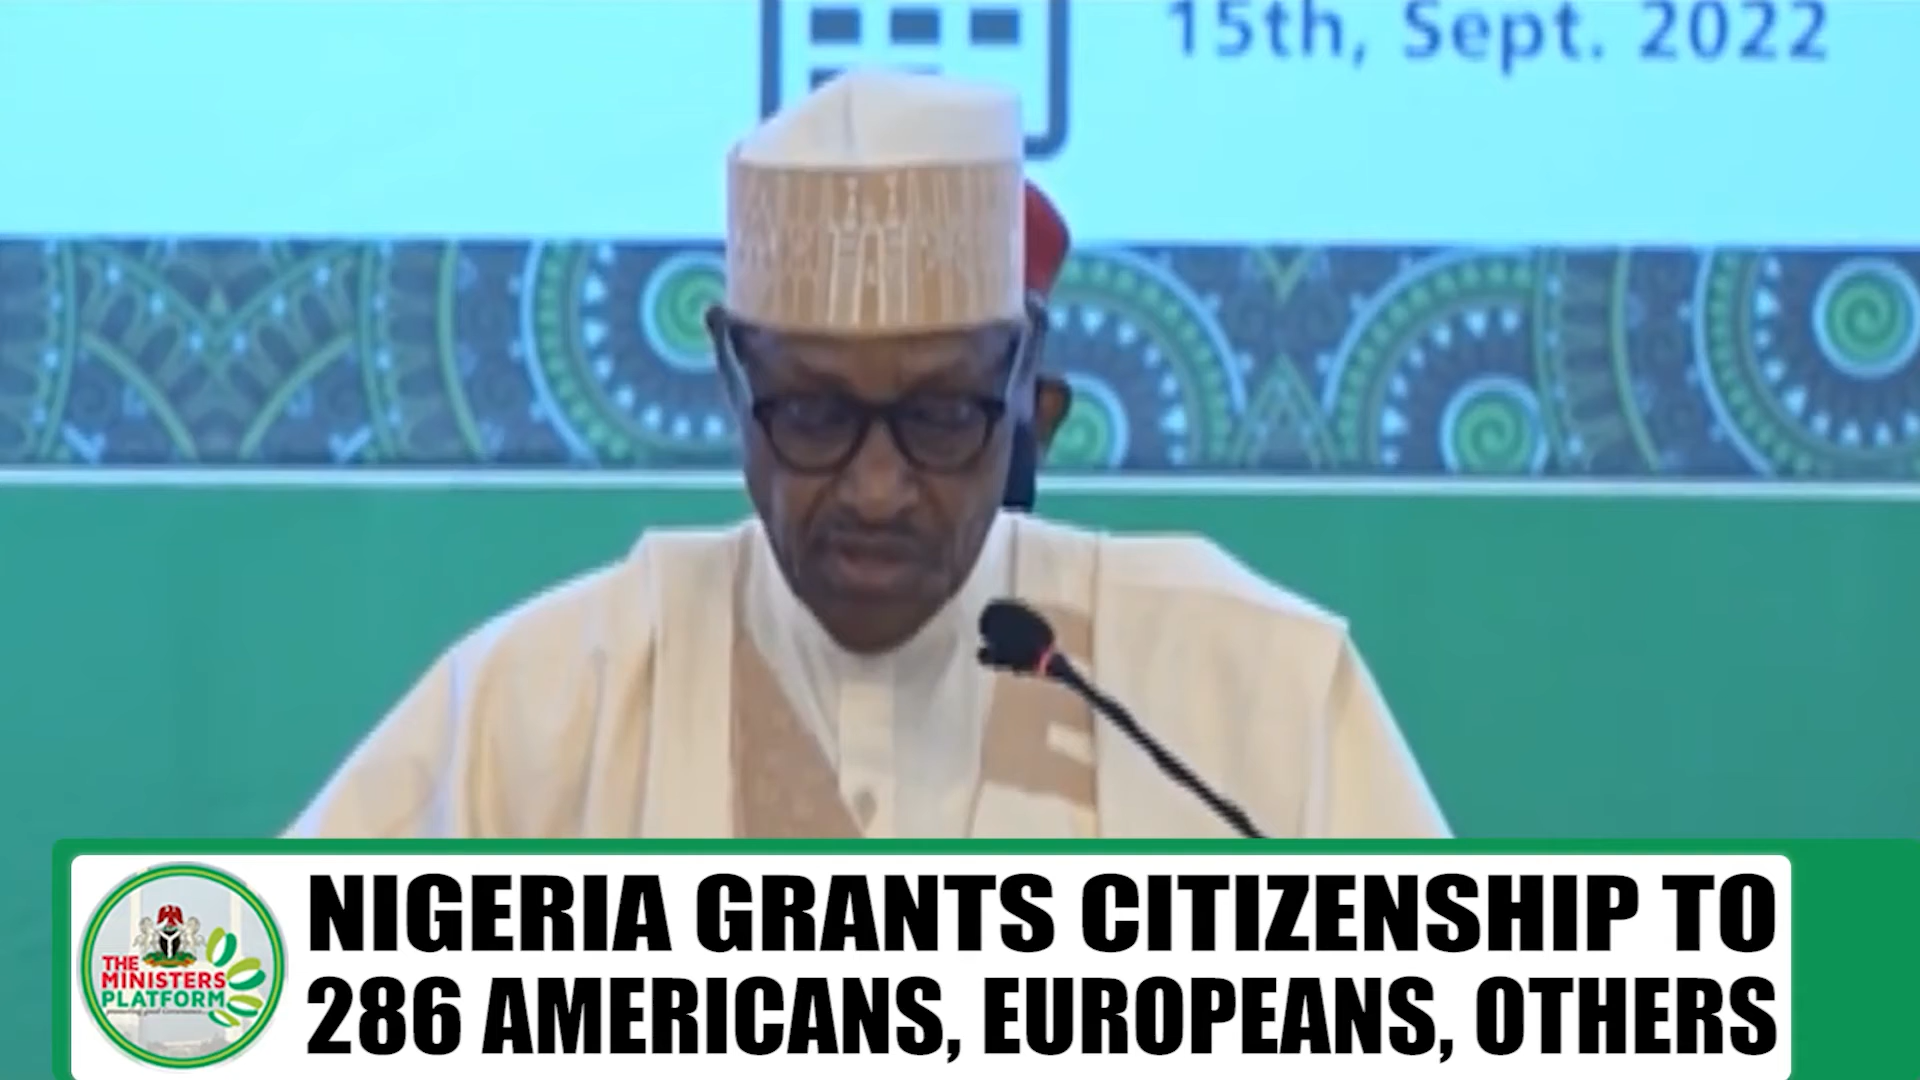 15th, Sept. 2022
NIGERIA GRANTS CITIZENSHIP TO
286 AMERICANS, EUROPEANS, OTHERS
THE
MINISTERS
PLATFORM